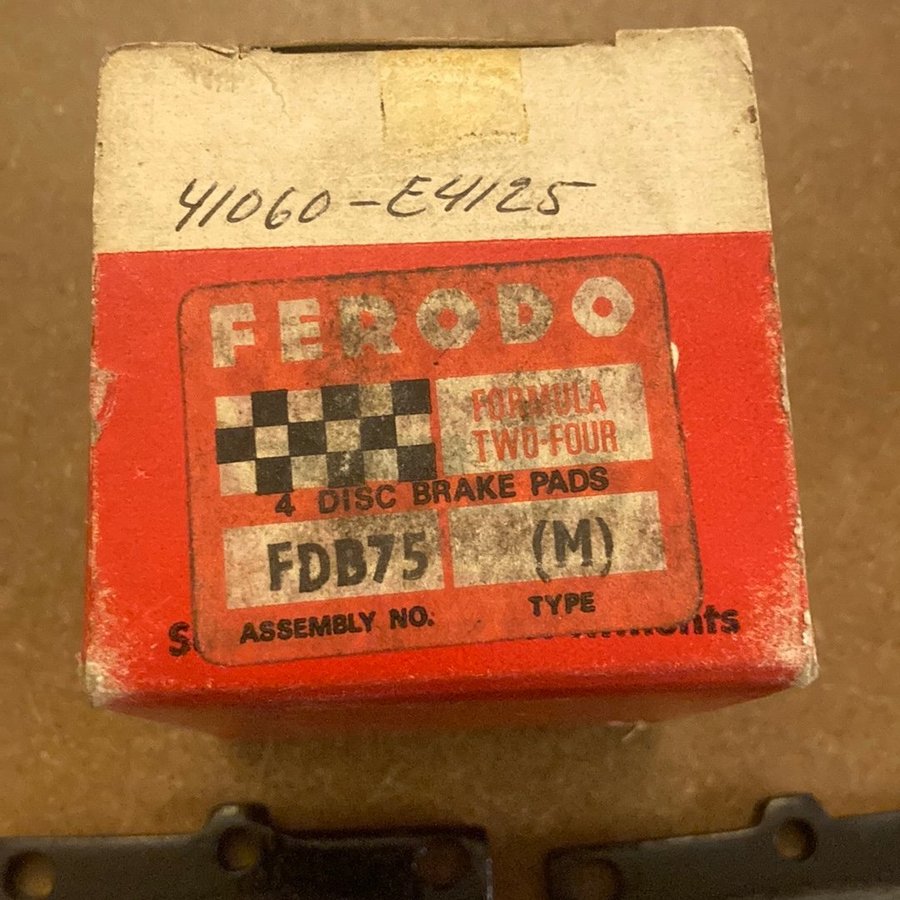 41060-E4125
FERODO
FORMULA
TWO-FOUR
4 DISC BRAKE PADS
FDB75 (M)
ASSEMBLY NO. TYPE